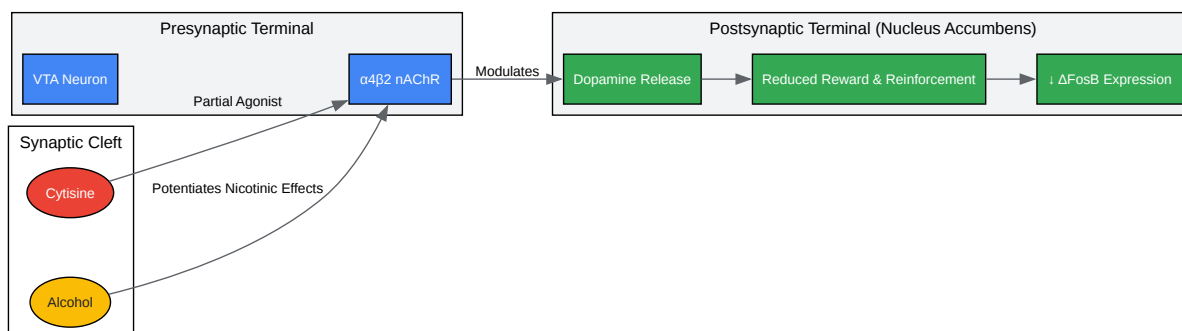 Presynaptic Terminal
VTA Neuron
α4β2 nAChR
Modulates
Postsynaptic Terminal (Nucleus Accumbens)
Dopamine Release
Reduced Reward & Reinforcement
↓ ΔFosB Expression
Partial Agonist
Synaptic Cleft
Cytisine
Potentiates Nicotinic Effects
Alcohol